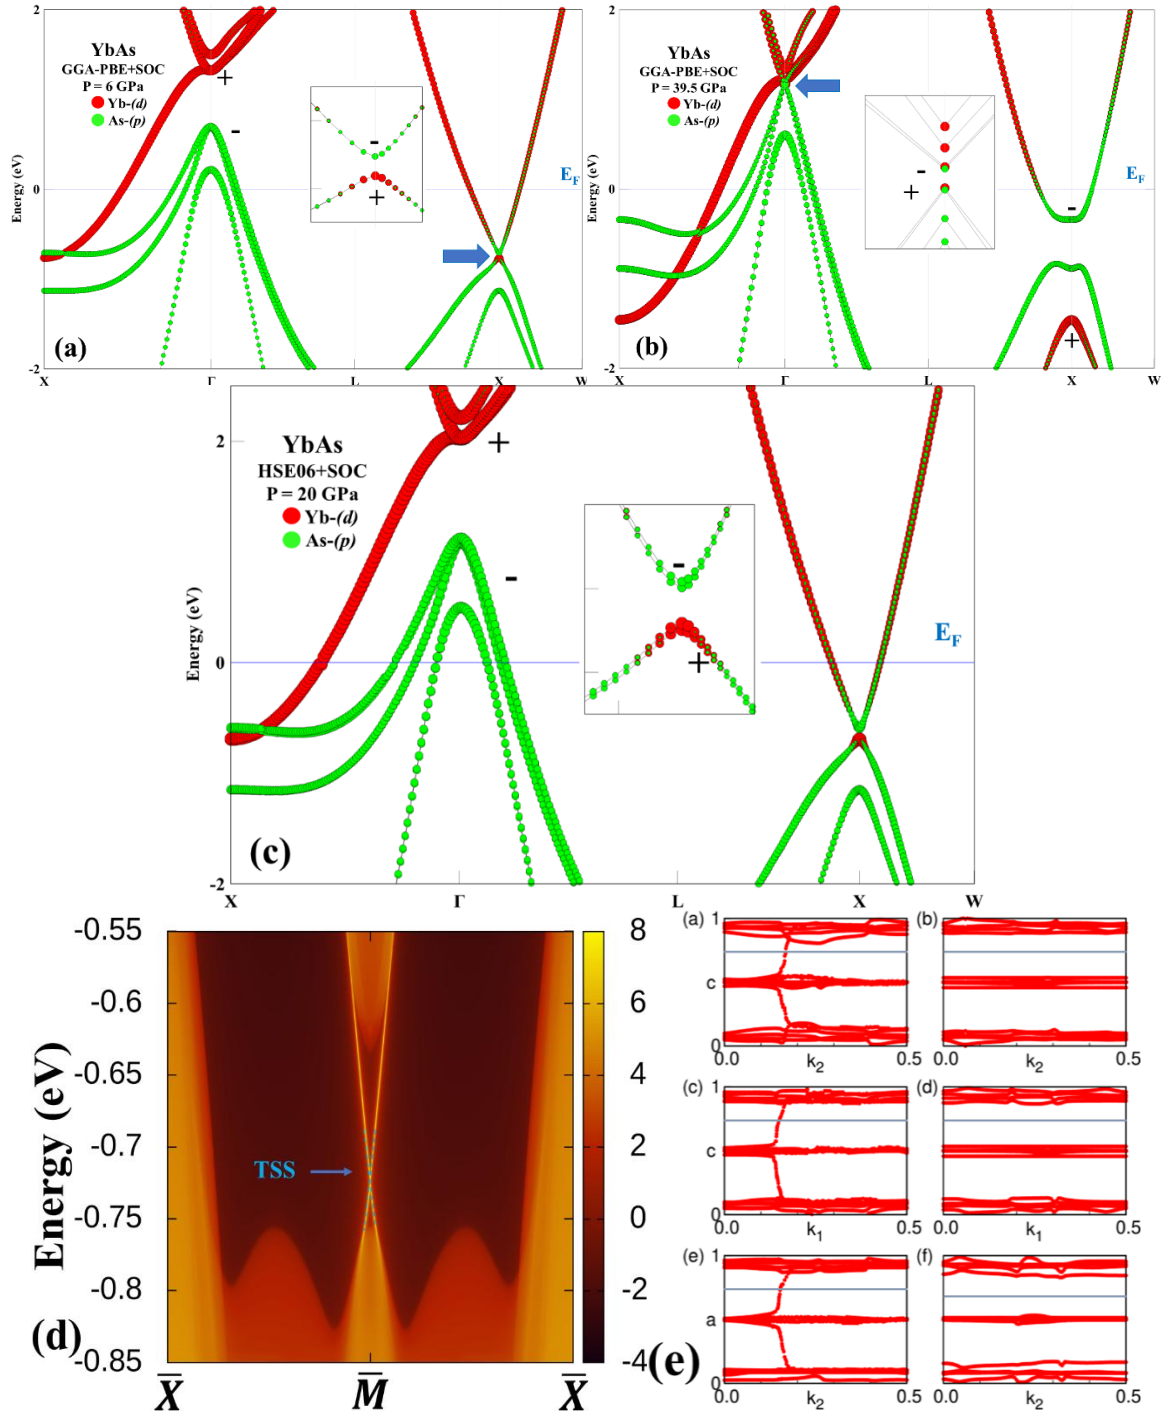 2
YbAs
GGA-PBE+SOC
P = 6 GPa
Yb-(d)
As-(p)
+
-
1
Energy (eV)
0
-1
-2
-
+
E_F
(a)
X Γ L X W
2
YbAs
GGA-PBE+SOC
P = 39.5 GPa
Yb-(d)
As-(p)
1
Energy (eV)
0
-1
-2
-
+
E_F
-
+
(b)
X Γ L X W
2
YbAs
HSE06+SOC
P = 20 GPa
Yb-(d)
As-(p)
+
-
Energy (eV)
0
-2
-
+
E_F
(c)
X Γ L X W
-0.55
-0.6
-0.65
-0.7
-0.75
-0.8
-0.85
Energy (eV)
TSS
8
6
4
2
0
-2
-4
(d)
X̅ M̅ X̅
(a) 1
c
0
0.0 k₂ 0.5
(b)
0.0 k₂ 0.5
(c) 1
c
0
0.0 k₁ 0.5
(d)
0.0 k₁ 0.5
(e) 1
a
0
0.0 k₂ 0.5
(f)
0.0 k₂ 0.5
(e)